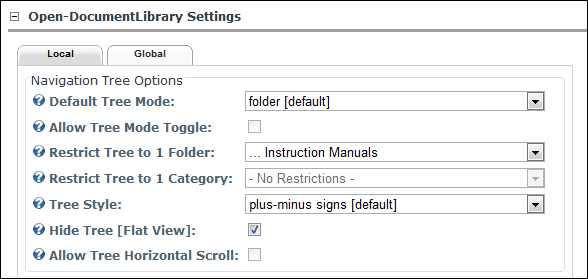 Open-DocumentLibrary Settings
Local Global
Navigation Tree Options
Default Tree Mode: folder [default]
Allow Tree Mode Toggle:
Restrict Tree to 1 Folder: ... Instruction Manuals
Restrict Tree to 1 Category: - No Restrictions -
Tree Style: plus-minus signs [default]
Hide Tree [Flat View]:
Allow Tree Horizontal Scroll: